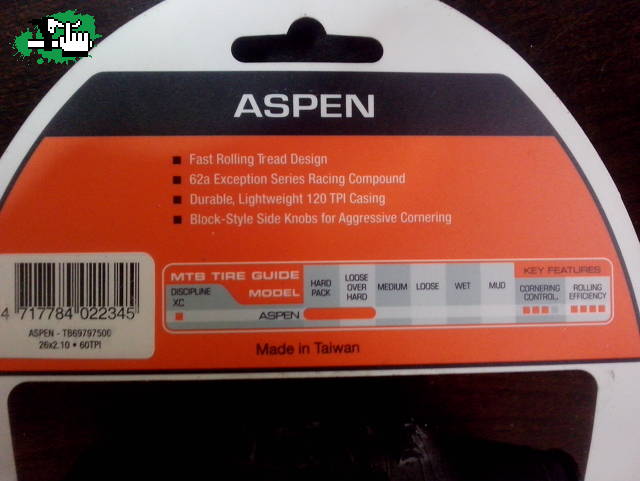 ASPEN
Fast Rolling Tread Design
62a Exception Series Racing Compound
Durable, Lightweight 120 TPI Casing
Block-Style Side Knobs for Aggressive Cornering
MTB TIRE GUIDE
MODEL
DISCIPLINE
XC
HARD
PACK
LOOSE
OVER
HARD
MEDIUM
LOOSE
WET
MUD
KEY FEATURES
CORNERING
CONTROL.
ROLLING
EFFICIENCY
ASPEN
4 717784 022345
ASPEN - TB69797500
26x2.10 • 60TPI
Made in Taiwan